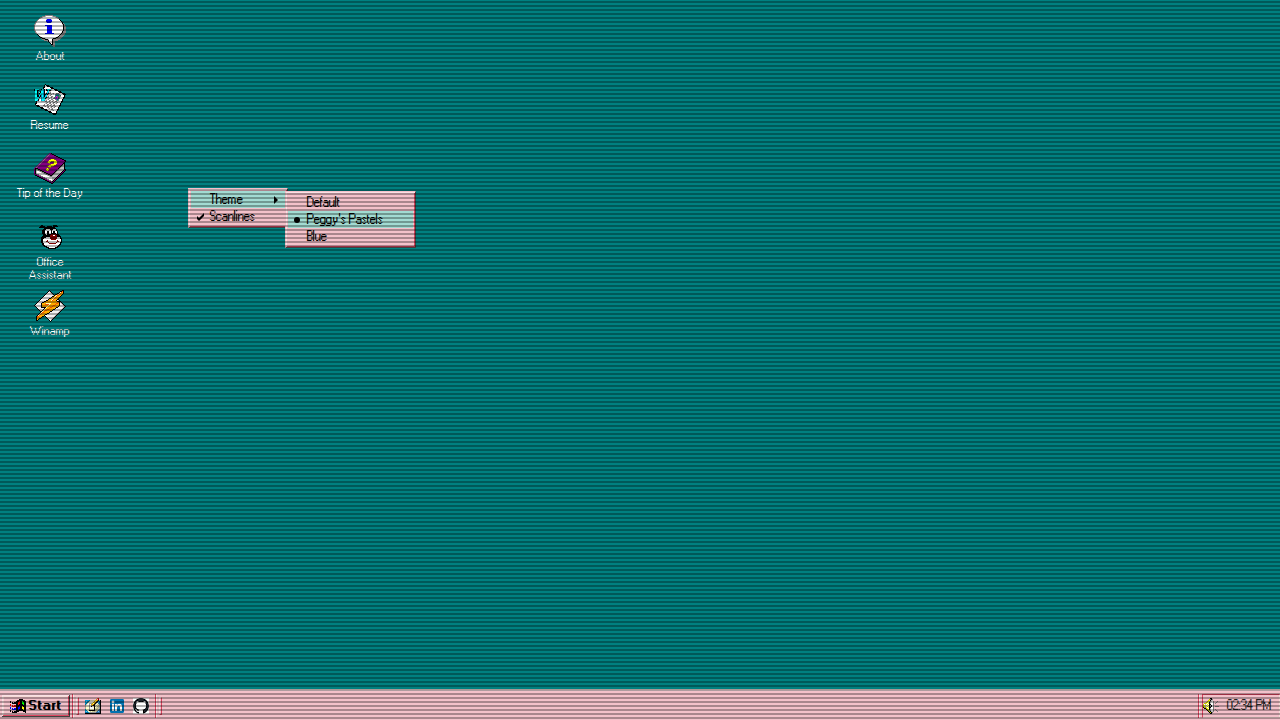 About
Resume
Tip of the Day
Office
Assistant
Winamp
Theme
Scanlines
Default
Peggy's Pastels
Blue
Start
in
02:34 PM